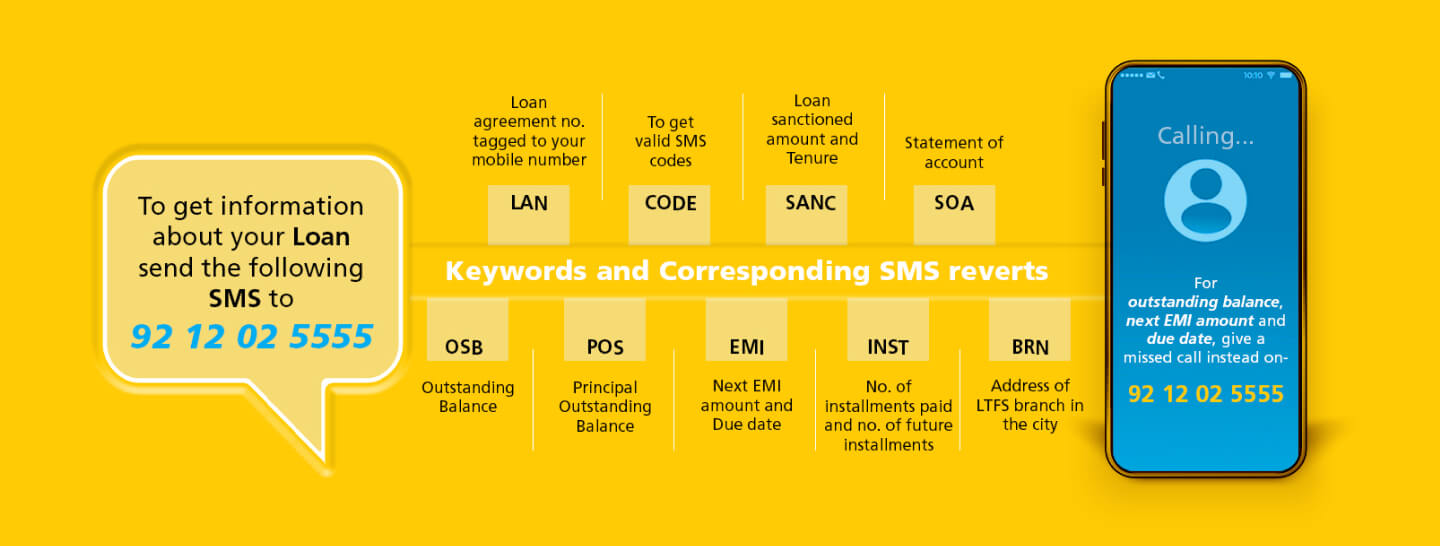 To get information
about your Loan
send the following
SMS to
92 12 02 5555
Loan
agreement no.
tagged to your
mobile number
LAN
To get
valid SMS
codes
CODE
Loan
sanctioned
amount and
Tenure
SANC
Statement of
account
SOA
Keywords and Corresponding SMS reverts
OSB
Outstanding
Balance
POS
Principal
Outstanding
Balance
EMI
Next EMI
amount and
Due date
INST
No. of
installments paid
and no. of future
installments
BRN
Address of
LTFS branch in
the city
10:10
Calling...
For
outstanding balance,
next EMI amount and
due date, give a
missed call instead on-
92 12 02 5555